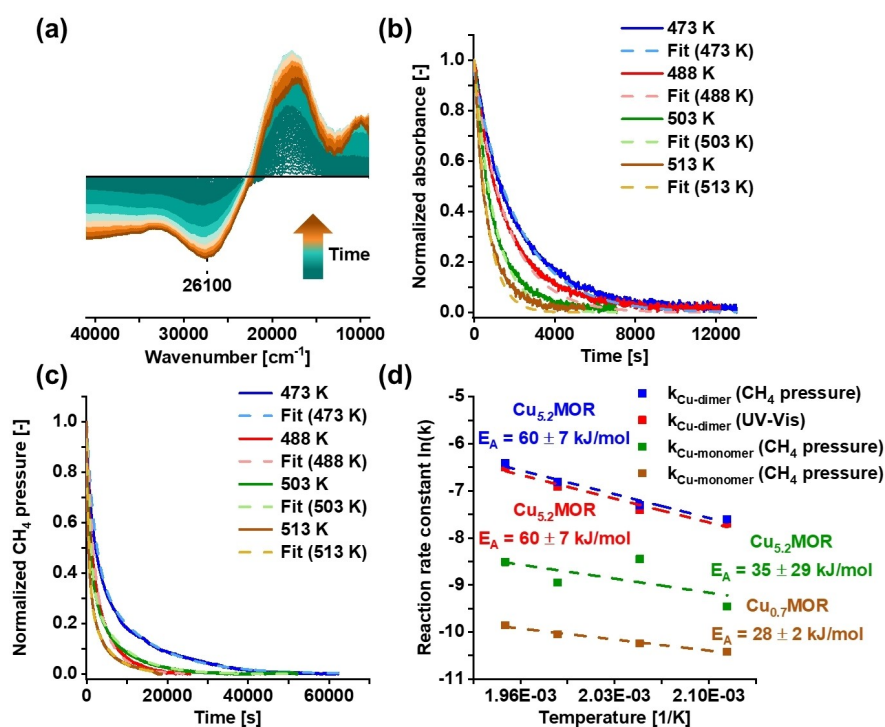 (a)
Time
26100
40000 30000 20000 10000
Wavenumber [cm⁻¹]
(b)
Normalized absorbance [-]
1.0
0.8
0.6
0.4
0.2
0.0
473 K
Fit (473 K)
488 K
Fit (488 K)
503 K
Fit (503 K)
513 K
Fit (513 K)
0 4000 8000 12000
Time [s]
(c)
Normalized CH₄ pressure [-]
1.0
0.8
0.6
0.4
0.2
0.0
473 K
Fit (473 K)
488 K
Fit (488 K)
503 K
Fit (503 K)
513 K
Fit (513 K)
0 20000 40000 60000
Time [s]
(d)
Reaction rate constant ln(k)
-5
-6
-7
-8
-9
-10
-11
k_Cu-dimer (CH₄ pressure)
k_Cu-dimer (UV-Vis)
k_Cu-monomer (CH₄ pressure)
k_Cu-monomer (CH₄ pressure)
Cu₅.₂MOR
E_A = 60 ± 7 kJ/mol
Cu₅.₂MOR
E_A = 60 ± 7 kJ/mol
Cu₅.₂MOR
E_A = 35 ± 29 kJ/mol
Cu₀.₇MOR
E_A = 28 ± 2 kJ/mol
1.96E-03 2.03E-03 2.10E-03
Temperature [1/K]